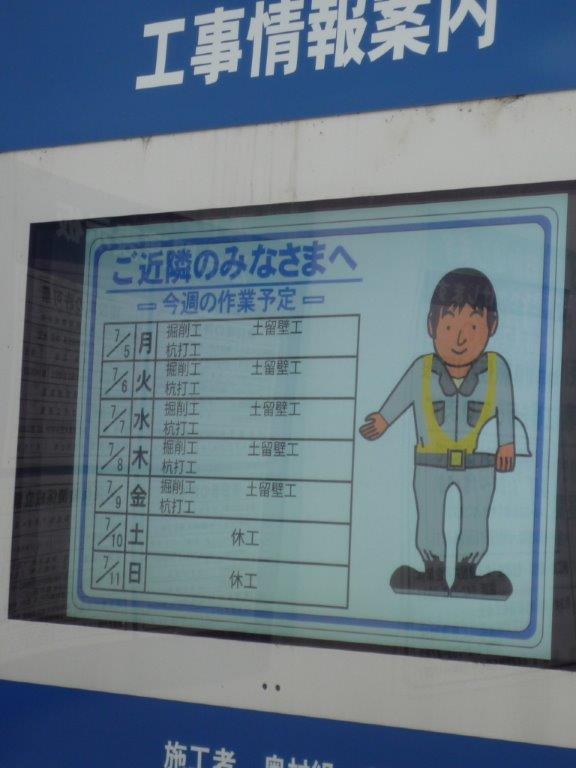 工事情報案内
ご近隣のみなさまへ
今週の作業予定
7/5 月 掘削工 土留壁工
杭打工
7/6 火 掘削工 土留壁工
杭打工
7/7 水 掘削工 土留壁工
杭打工
7/8 木 掘削工 土留壁工
杭打工
7/9 金 掘削工 土留壁工
杭打工
7/10 土 休工
7/11 日 休工
施工者 奥村組